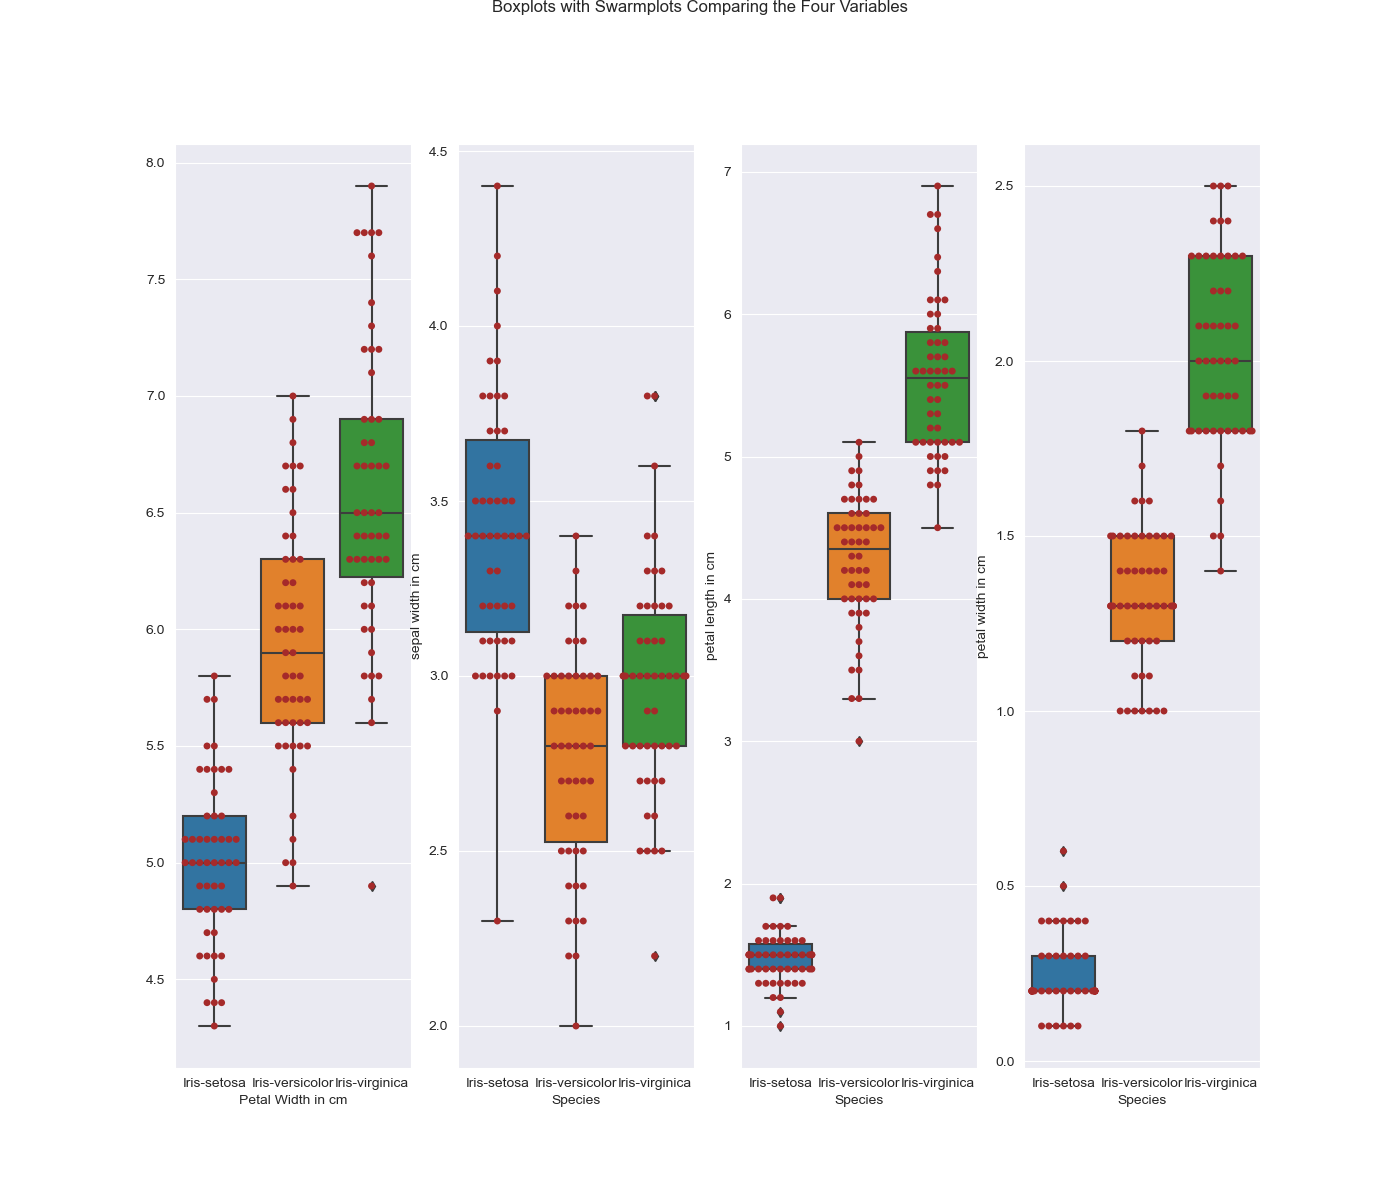 Boxplots with Swarmplots Comparing the Four Variables
8.0
7.5
7.0
6.5
6.0
5.5
5.0
4.5
Iris-setosa Iris-versicolor Iris-virginica
Petal Width in cm
sepal width in cm
4.5
4.0
3.5
3.0
2.5
2.0
Iris-setosa Iris-versicolor Iris-virginica
Species
petal length in cm
7
6
5
4
3
2
1
Iris-setosa Iris-versicolor Iris-virginica
Species
petal width in cm
2.5
2.0
1.5
1.0
0.5
0.0
Iris-setosa Iris-versicolor Iris-virginica
Species